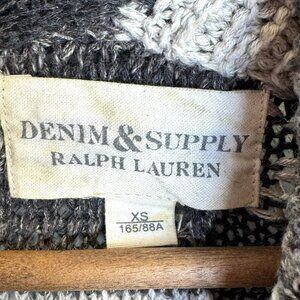 DENIM & SUPPLY
RALPH LAUREN
XS
165/88A